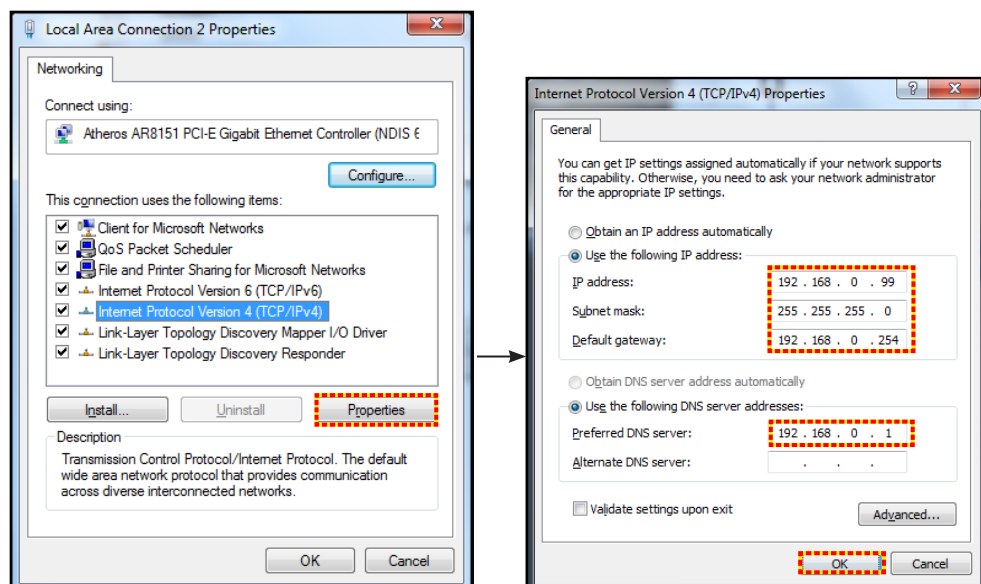 Local Area Connection 2 Properties
Networking
Connect using:
Atheros AR8151 PCI-E Gigabit Ethernet Controller (NDIS 6
Configure...
This connection uses the following items:
Client for Microsoft Networks
QoS Packet Scheduler
File and Printer Sharing for Microsoft Networks
Internet Protocol Version 6 (TCP/IPv6)
Internet Protocol Version 4 (TCP/IPv4)
Link-Layer Topology Discovery Mapper I/O Driver
Link-Layer Topology Discovery Responder
Install...
Uninstall
Properties
Description
Transmission Control Protocol/Internet Protocol. The default
wide area network protocol that provides communication
across diverse interconnected networks.
OK
Cancel
Internet Protocol Version 4 (TCP/IPv4) Properties
General
You can get IP settings assigned automatically if your network supports
this capability. Otherwise, you need to ask your network administrator
for the appropriate IP settings.
Obtain an IP address automatically
Use the following IP address:
IP address: 192 . 168 . 0 . 99
Subnet mask: 255 . 255 . 255 . 0
Default gateway: 192 . 168 . 0 . 254
Obtain DNS server address automatically
Use the following DNS server addresses:
Preferred DNS server: 192 . 168 . 0 . 1
Alternate DNS server: . . .
Validate settings upon exit
Advanced...
OK
Cancel